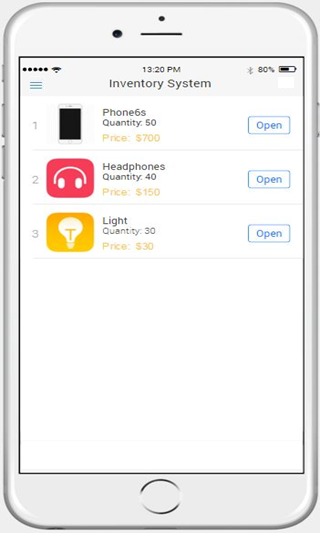 13:20 PM
80%
Inventory System
1
Phone6s
Quantity: 50
Price: $700
Open
2
Headphones
Quantity: 40
Price: $150
Open
3
Light
Quantity: 30
Price: $30
Open
T